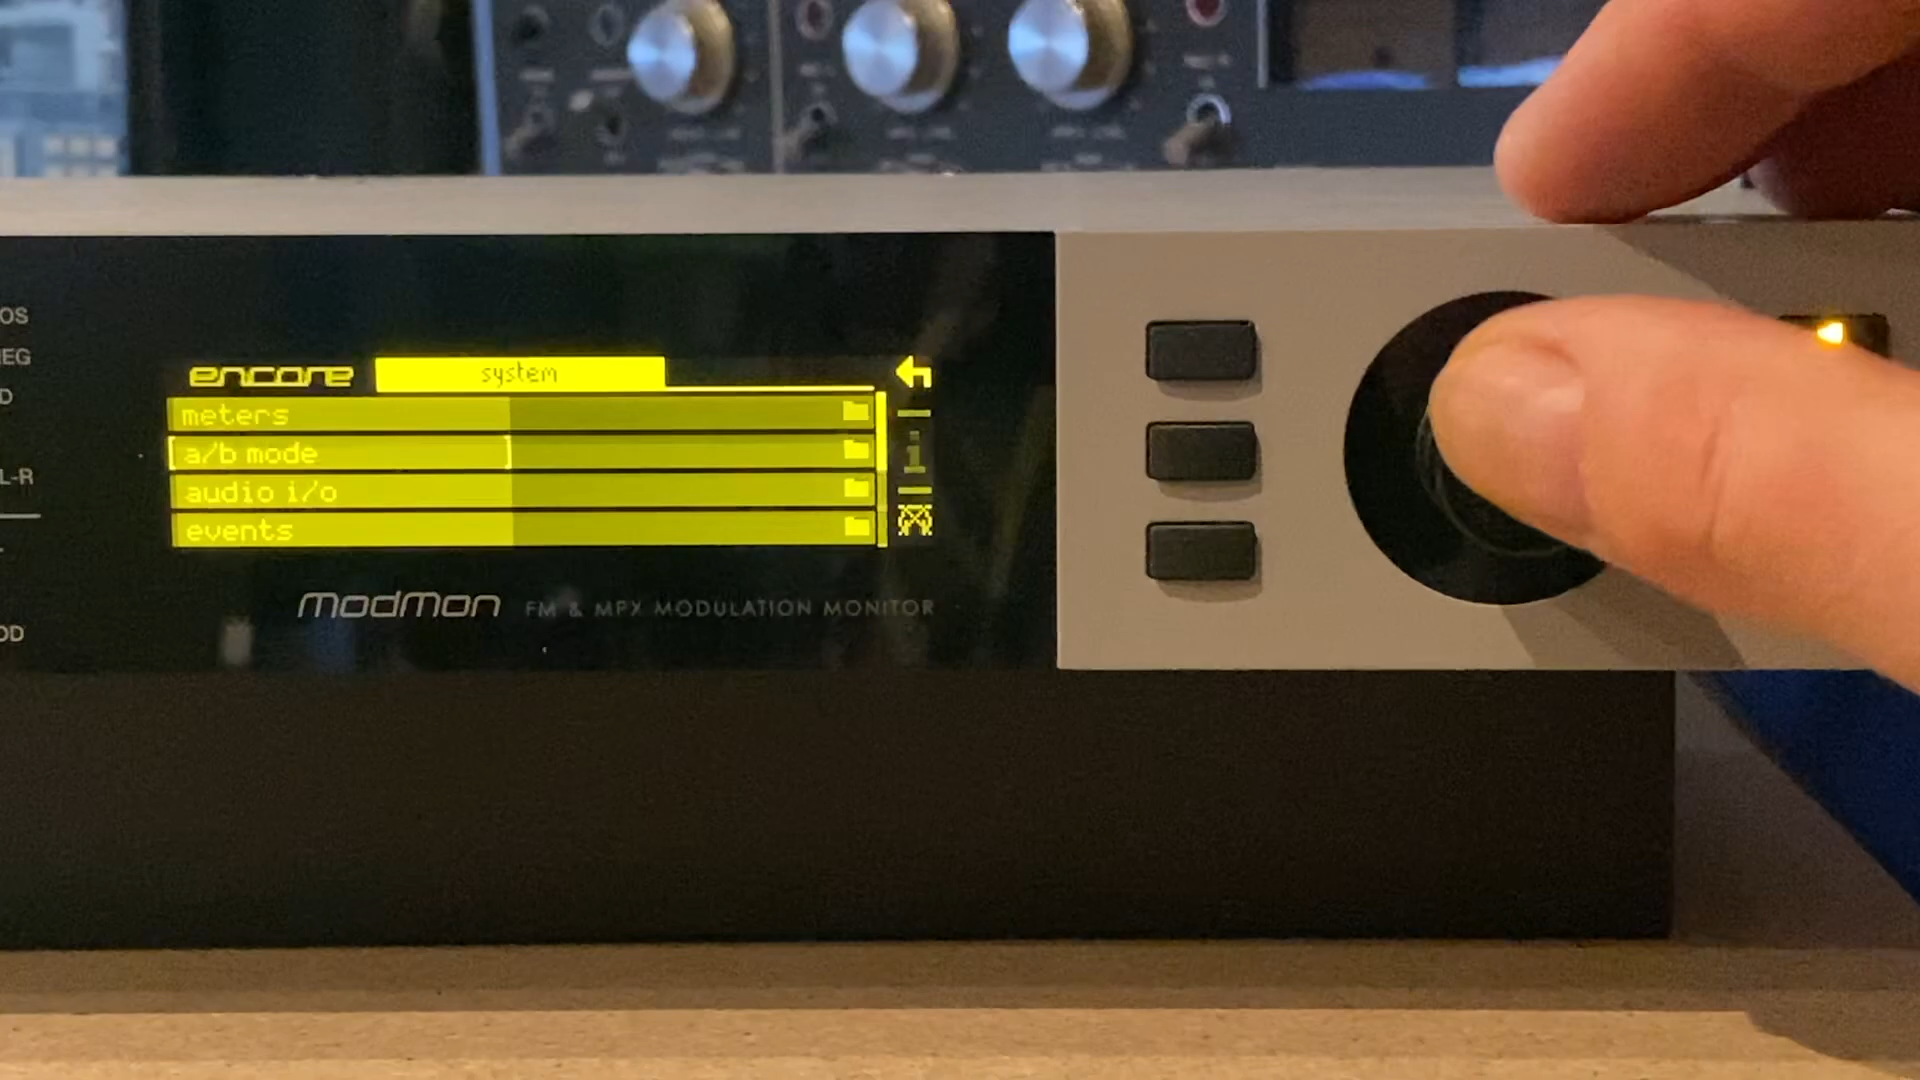 OS
EG
D
L-R
OD
encore system
meters
a/b mode
audio i/o
events
i
modmon FM & MPX MODULATION MONITOR